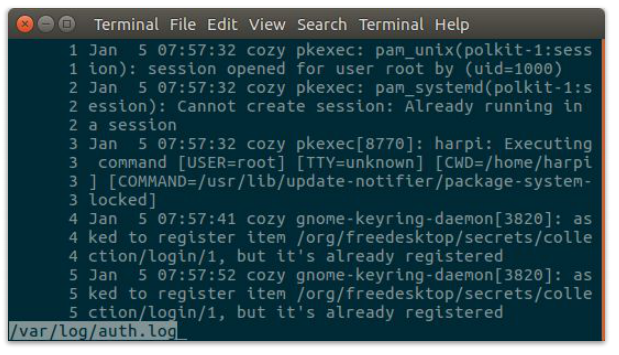 Terminal File Edit View Search Terminal Help
1 Jan  5 07:57:32 cozy pkexec: pam_unix(polkit-1:sess
1 ion): session opened for user root by (uid=1000)
2 Jan  5 07:57:32 cozy pkexec: pam_systemd(polkit-1:s
2 ession): Cannot create session: Already running in
2 a session
3 Jan  5 07:57:32 cozy pkexec[8770]: harpi: Executing
3  command [USER=root] [TTY=unknown] [CWD=/home/harpi
3 ] [COMMAND=/usr/lib/update-notifier/package-system-
3 locked]
4 Jan  5 07:57:41 cozy gnome-keyring-daemon[3820]: as
4 ked to register item /org/freedesktop/secrets/colle
4 ction/login/1, but it's already registered
5 Jan  5 07:57:52 cozy gnome-keyring-daemon[3820]: as
5 ked to register item /org/freedesktop/secrets/colle
5 ction/login/1, but it's already registered
/var/log/auth.log